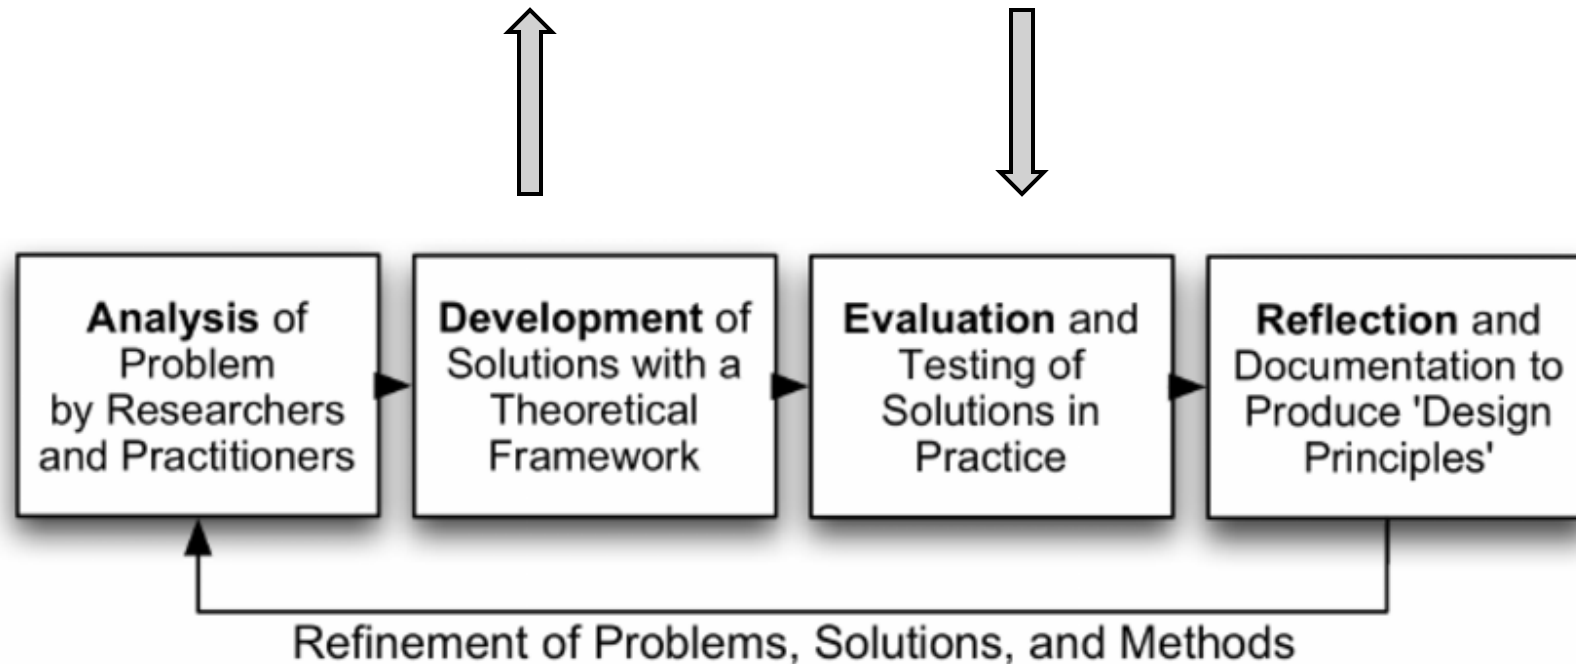 Analysis of
Problem
by Researchers
and Practitioners
Development of
Solutions with a
Theoretical
Framework
Evaluation and
Testing of
Solutions in
Practice
Reflection and
Documentation to
Produce 'Design
Principles'
Refinement of Problems, Solutions, and Methods